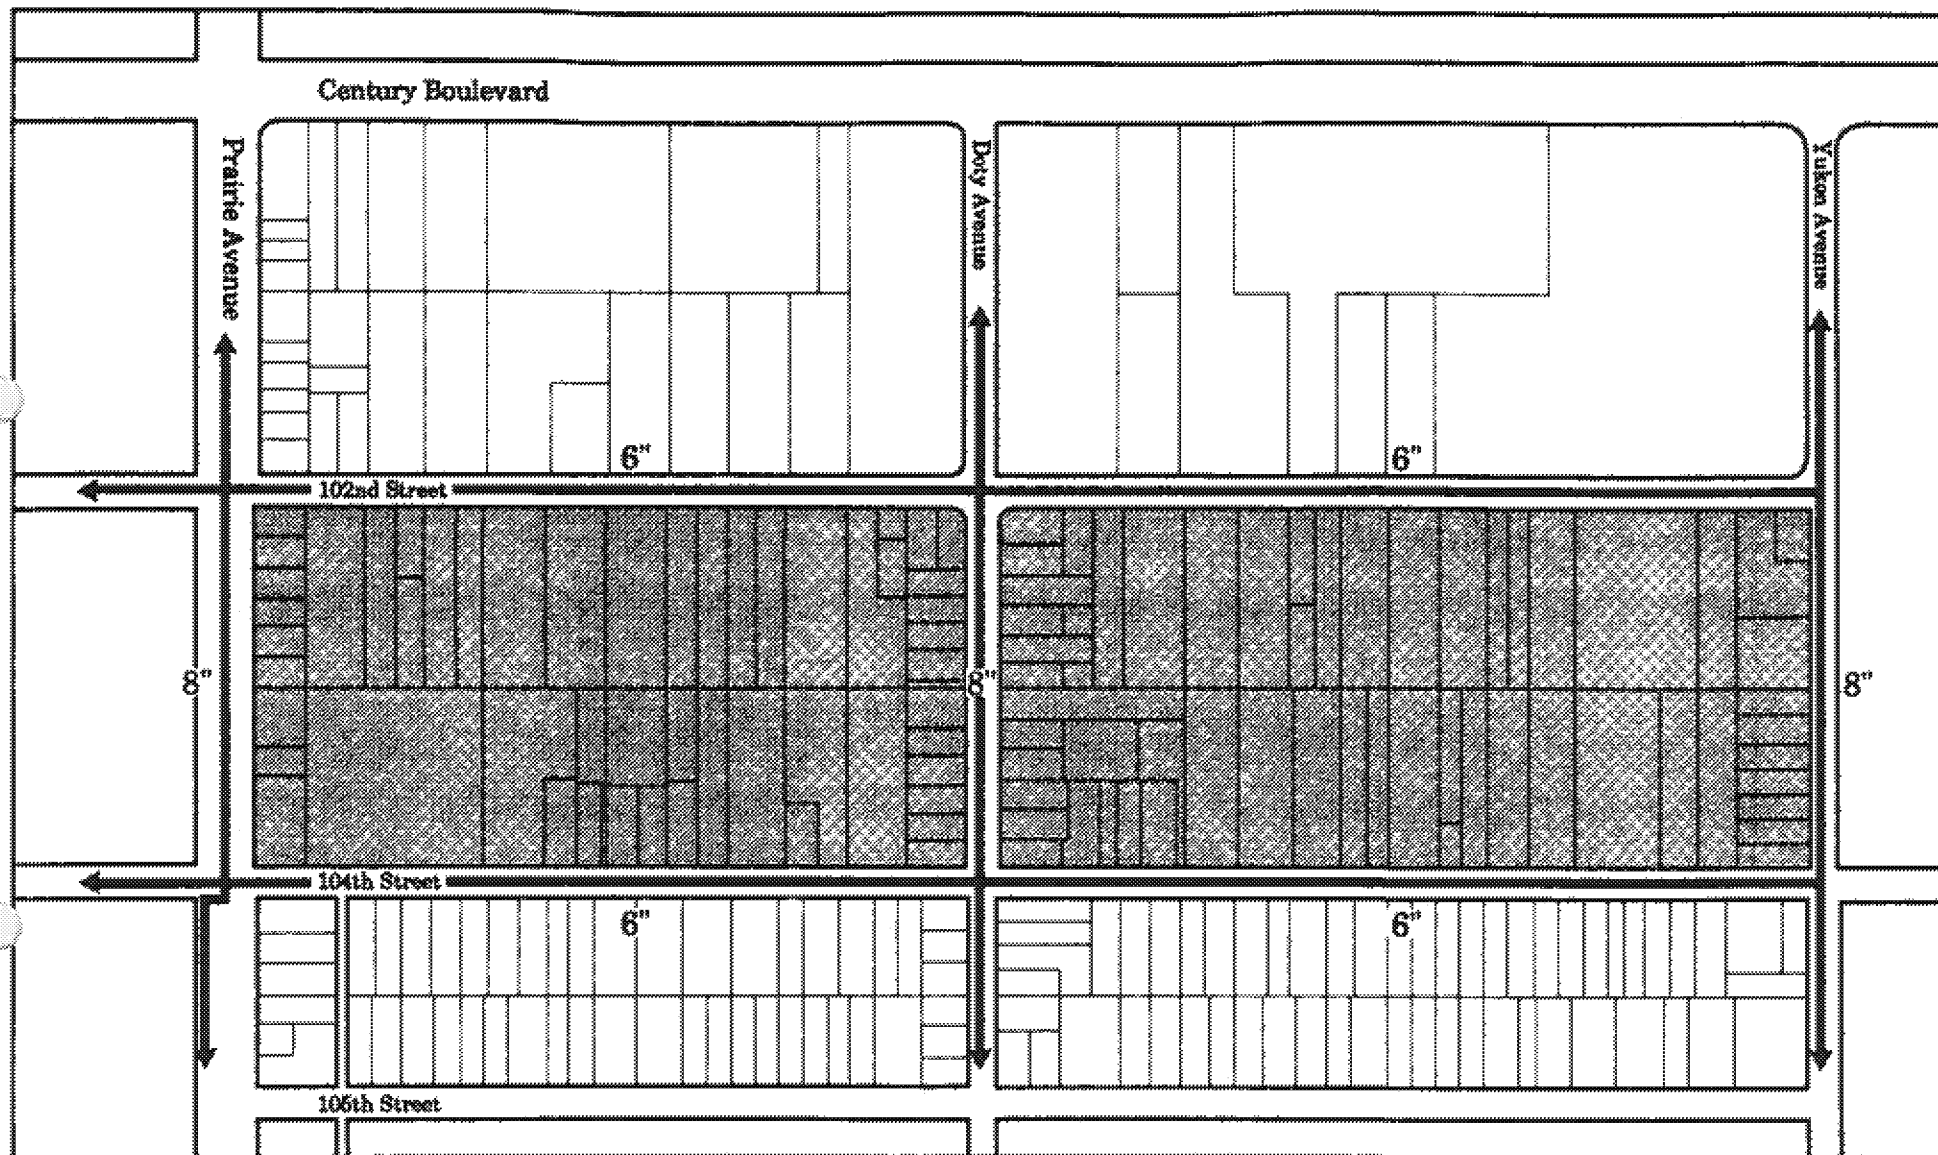 Century Boulevard
Prairie Avenue
Doty Avenue
Yukon Avenue
6"
6"
102nd Street
8"
8"
8"
104th Street
6"
6"
105th Street